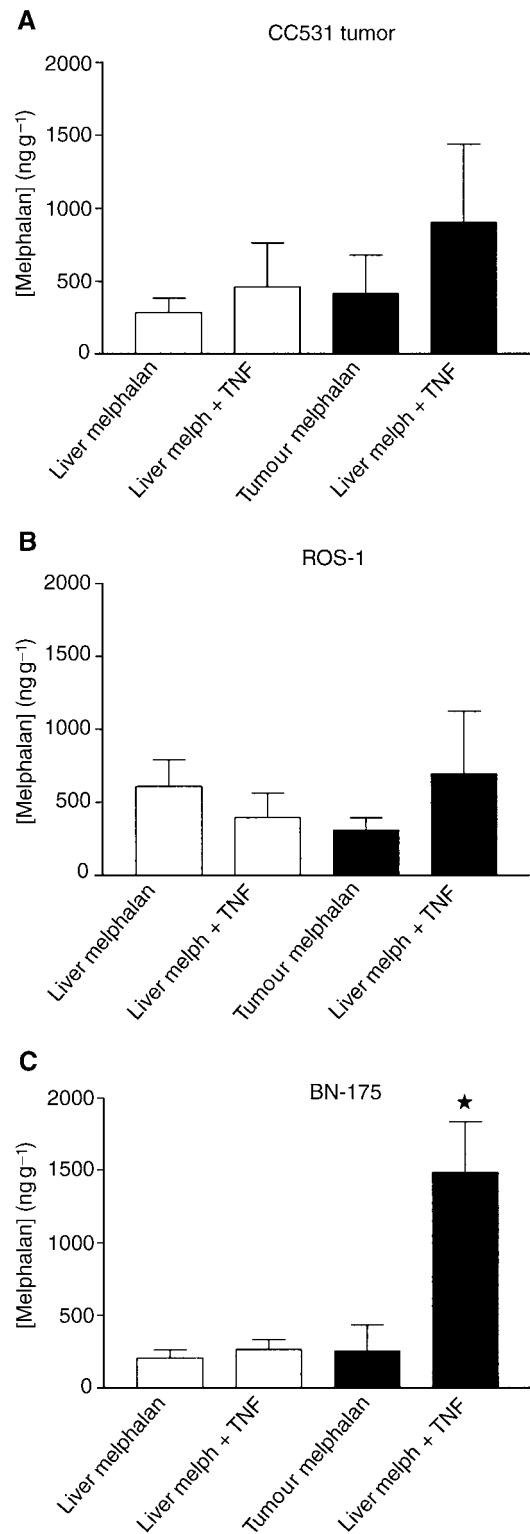 A
CC531 tumor
2000
1500
1000
500
0
[Melphalan] (ng g⁻¹)
Liver melphalan
Liver melph + TNF
Tumour melphalan
Liver melph + TNF
B
ROS-1
2000
1500
1000
500
0
[Melphalan] (ng g⁻¹)
Liver melphalan
Liver melph + TNF
Tumour melphalan
Liver melph + TNF
C
BN-175
★
2000
1500
1000
500
0
[Melphalan] (ng g⁻¹)
Liver melphalan
Liver melph + TNF
Tumour melphalan
Liver melph + TNF